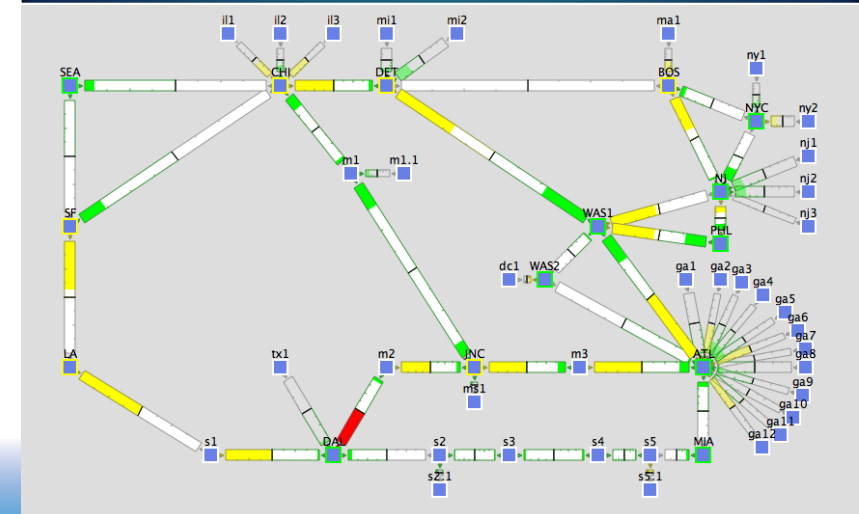 il1 il2 il3 mi1 mi2 ma1
ny1
SEA CHI DET BOS
NYC ny2
nj1
m1 m1.1
NJ nj2
SF WAS1 nj3
PHL
dc1 WAS2 ga1 ga2 ga3
ga4
ga5
ga6
ga7
LA tx1 m2 JNC m3 ATL ga8
ms1 ga9
ga10
ga11
s1 DAL s2 s3 s4 s5 MIA ga12
s2.1 s5.1